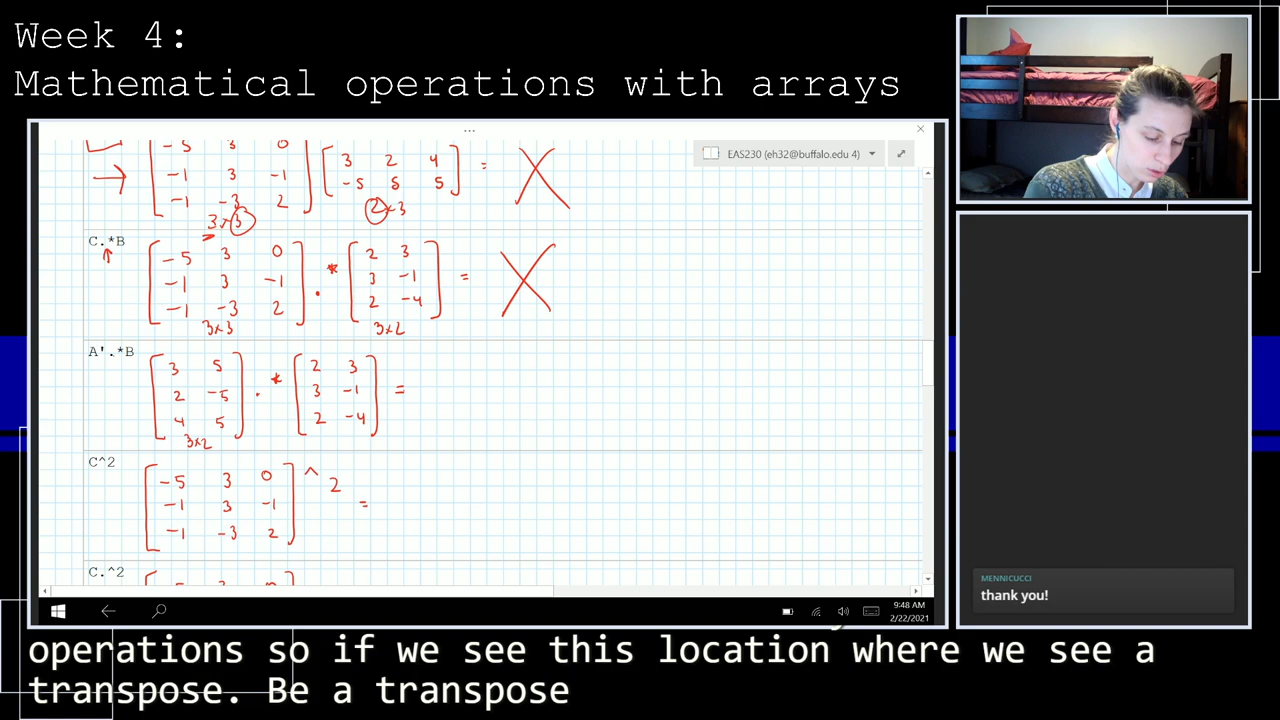 Week 4:
Mathematical operations with arrays
EAS230 (eh32@buffalo.edu 4)
-5 3 0
-1 3 -1
-1 -3 2
3×3
3 2 4
-5 5 5
2×3
= X
C.*B
-5 3 0
-1 3 -1
-1 -3 2
3×3
.*
2 3
3 -1
2 -4
3×2
= X
A'.*B
3 5
2 -5
4 5
3×2
.*
2 3
3 -1
2 -4
=
C^2
-5 3 0
-1 3 -1
-1 -3 2
^ 2
=
C.^2
9:48 AM
2/22/2021
MENNICUCCI
thank you!
operations so if we see this location where we see a
transpose. Be a transpose